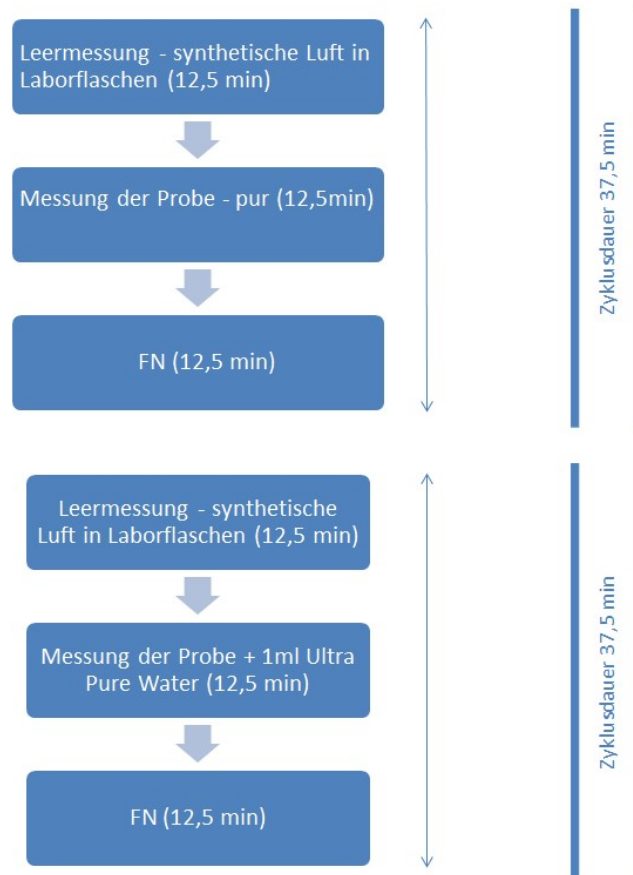 Leermessung - synthetische Luft in
Laborflaschen (12,5 min)
Messung der Probe - pur (12,5min)
FN (12,5 min)
Zyklusdauer 37,5 min
Leermessung - synthetische
Luft in Laborflaschen (12,5 min)
Messung der Probe + 1ml Ultra
Pure Water (12,5 min)
FN (12,5 min)
Zyklusdauer 37,5 min